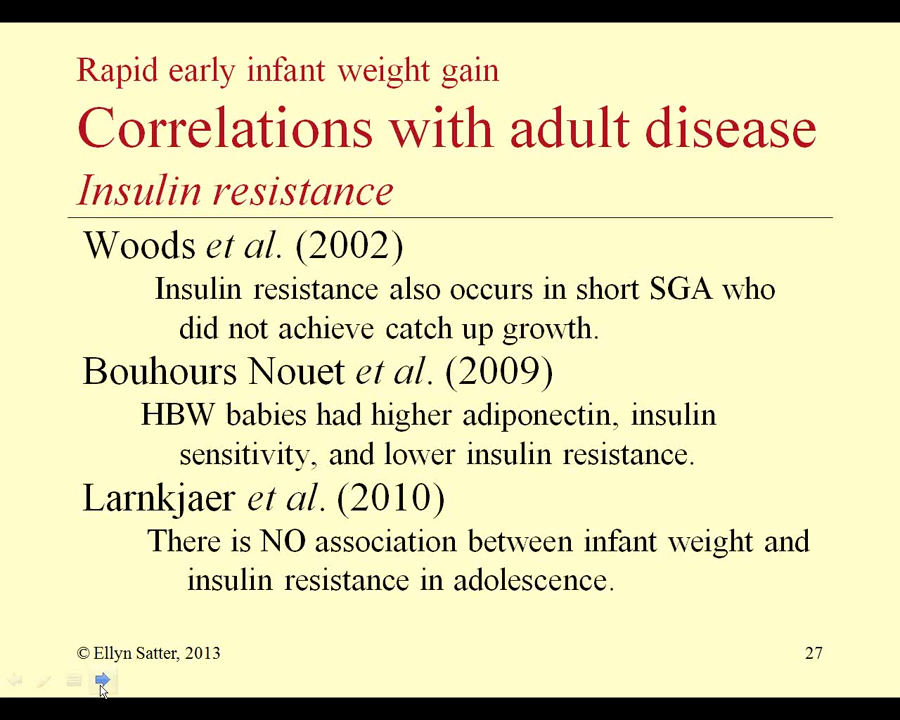 Rapid early infant weight gain
Correlations with adult disease
Insulin resistance
Woods et al. (2002)
Insulin resistance also occurs in short SGA who
did not achieve catch up growth.
Bouhours Nouet et al. (2009)
HBW babies had higher adiponectin, insulin
sensitivity, and lower insulin resistance.
Larnkjaer et al. (2010)
There is NO association between infant weight and
insulin resistance in adolescence.
© Ellyn Satter, 2013 27